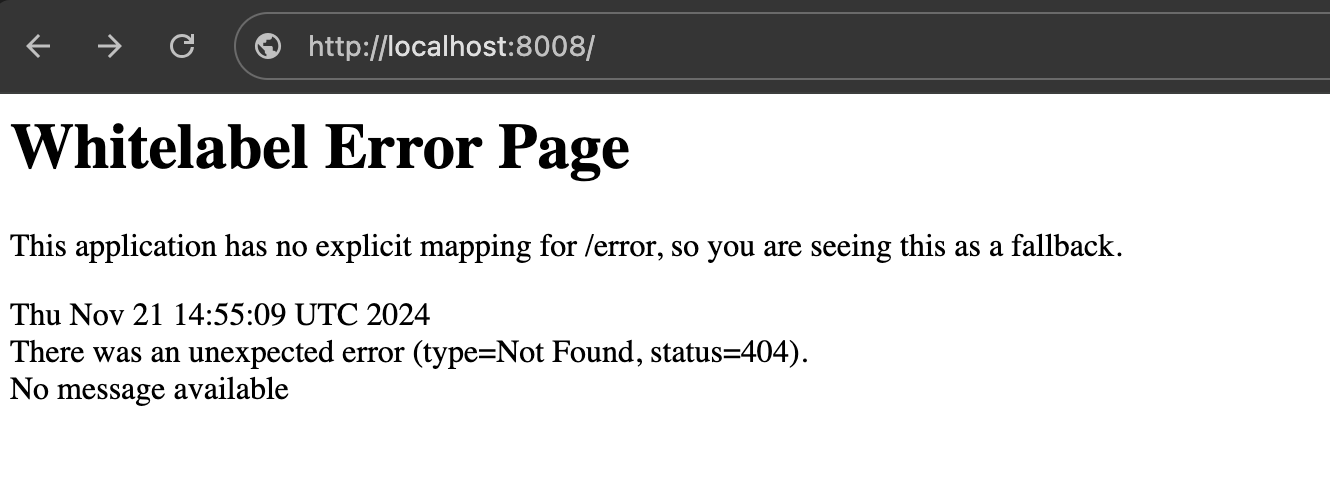 http://localhost:8008/
Whitelabel Error Page
This application has no explicit mapping for /error, so you are seeing this as a fallback.
Thu Nov 21 14:55:09 UTC 2024
There was an unexpected error (type=Not Found, status=404).
No message available